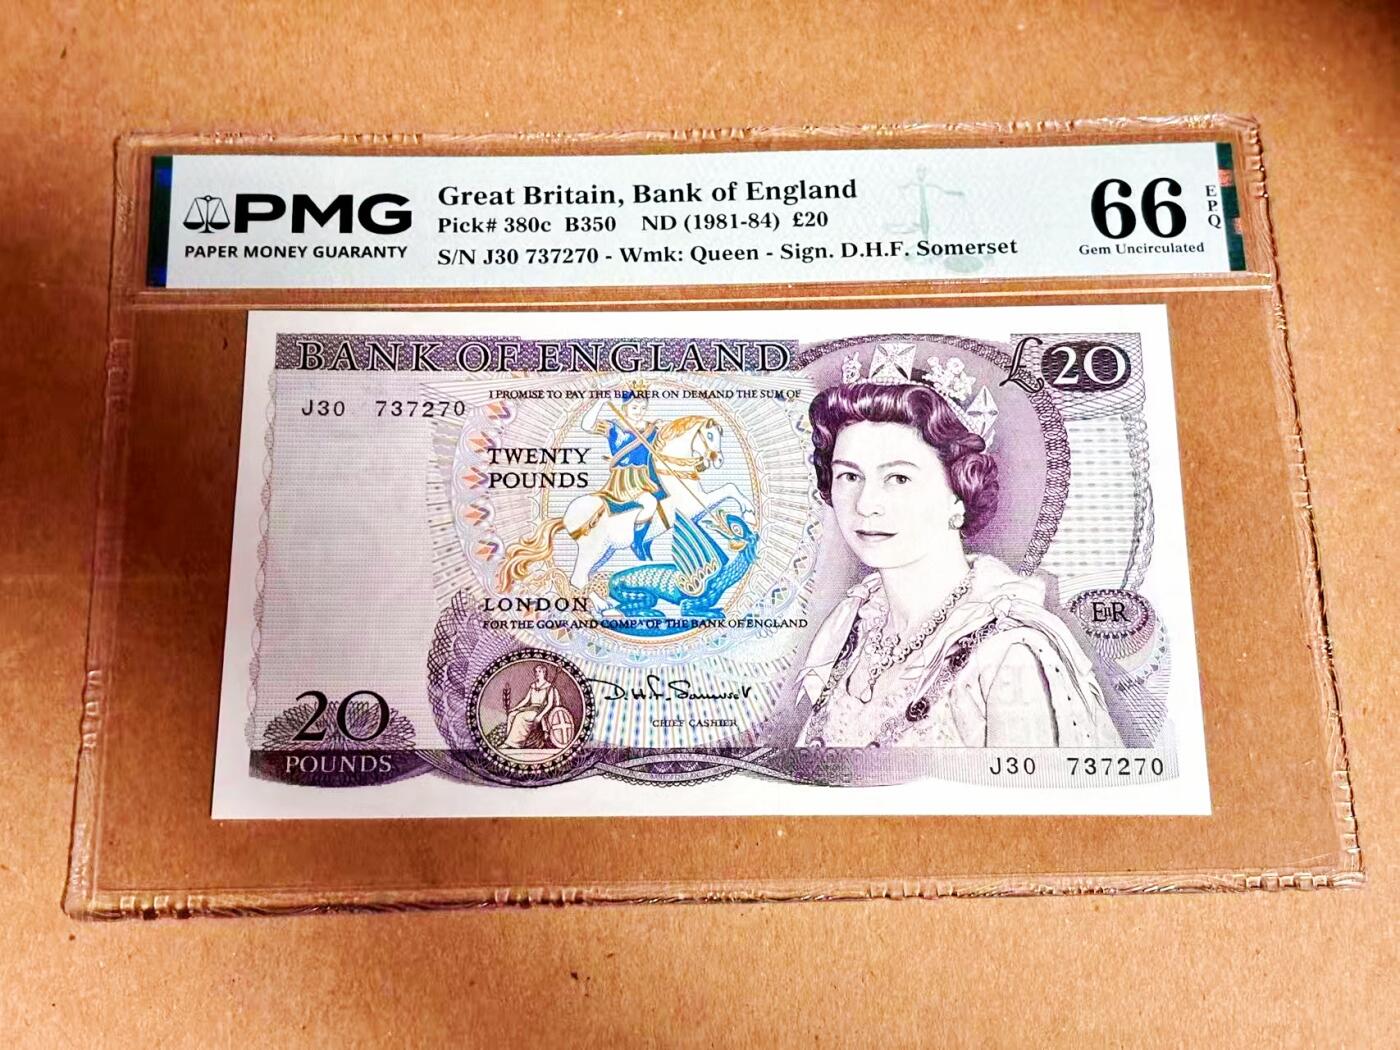 PMG
PAPER MONEY GUARANTY
Great Britain, Bank of England
Pick# 380c B350 ND (1981-84) £20
S/N J30 737270 - Wmk: Queen - Sign. D.H.F. Somerset
66
EPQ
Gem Uncirculated
BANK OF ENGLAND
£20
I PROMISE TO PAY THE BEARER ON DEMAND THE SUM OF
J30 737270
TWENTY
POUNDS
LONDON
FOR THE GOVR AND COMPA OF THE BANK OF ENGLAND
EIIR
D.H.F. Somerset
CHIEF CASHIER
20
POUNDS
J30 737270